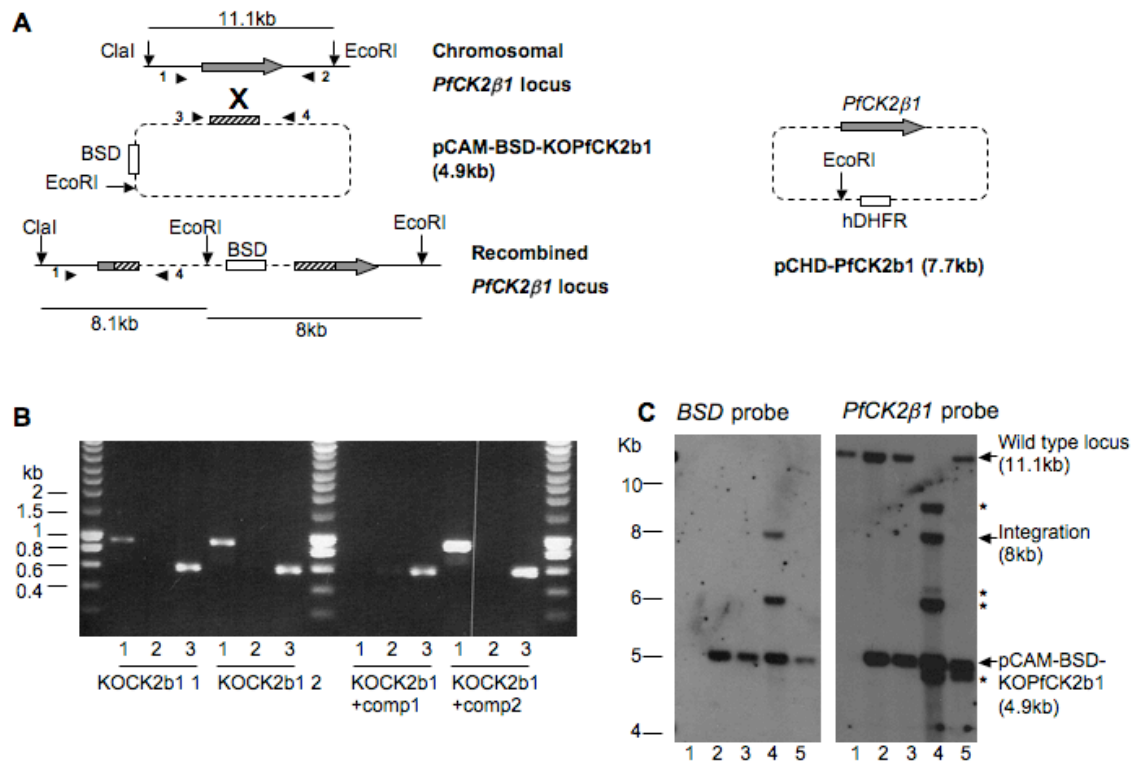 A
11.1kb
ClaI
EcoRI
1
2
Chromosomal
PfCK2β1 locus
X
3
4
BSD
EcoRI
pCAM-BSD-KOPfCK2b1
(4.9kb)
ClaI
EcoRI
BSD
EcoRI
1
4
Recombined
PfCK2β1 locus
8.1kb
8kb
PfCK2β1
EcoRI
hDHFR
pCHD-PfCK2b1 (7.7kb)
B
kb
2
1.5
1
0.8
0.6
0.4
1 2 3 1 2 3 1 2 3 1 2 3
KOCK2b1 1 KOCK2b1 2 KOCK2b1 KOCK2b1
+comp1 +comp2
C
BSD probe PfCK2β1 probe
Kb
10
8
6
5
4
Wild type locus
(11.1kb)
*
Integration
(8kb)
*
*
pCAM-BSD-
KOPfCK2b1
*
(4.9kb)
1 2 3 4 5 1 2 3 4 5